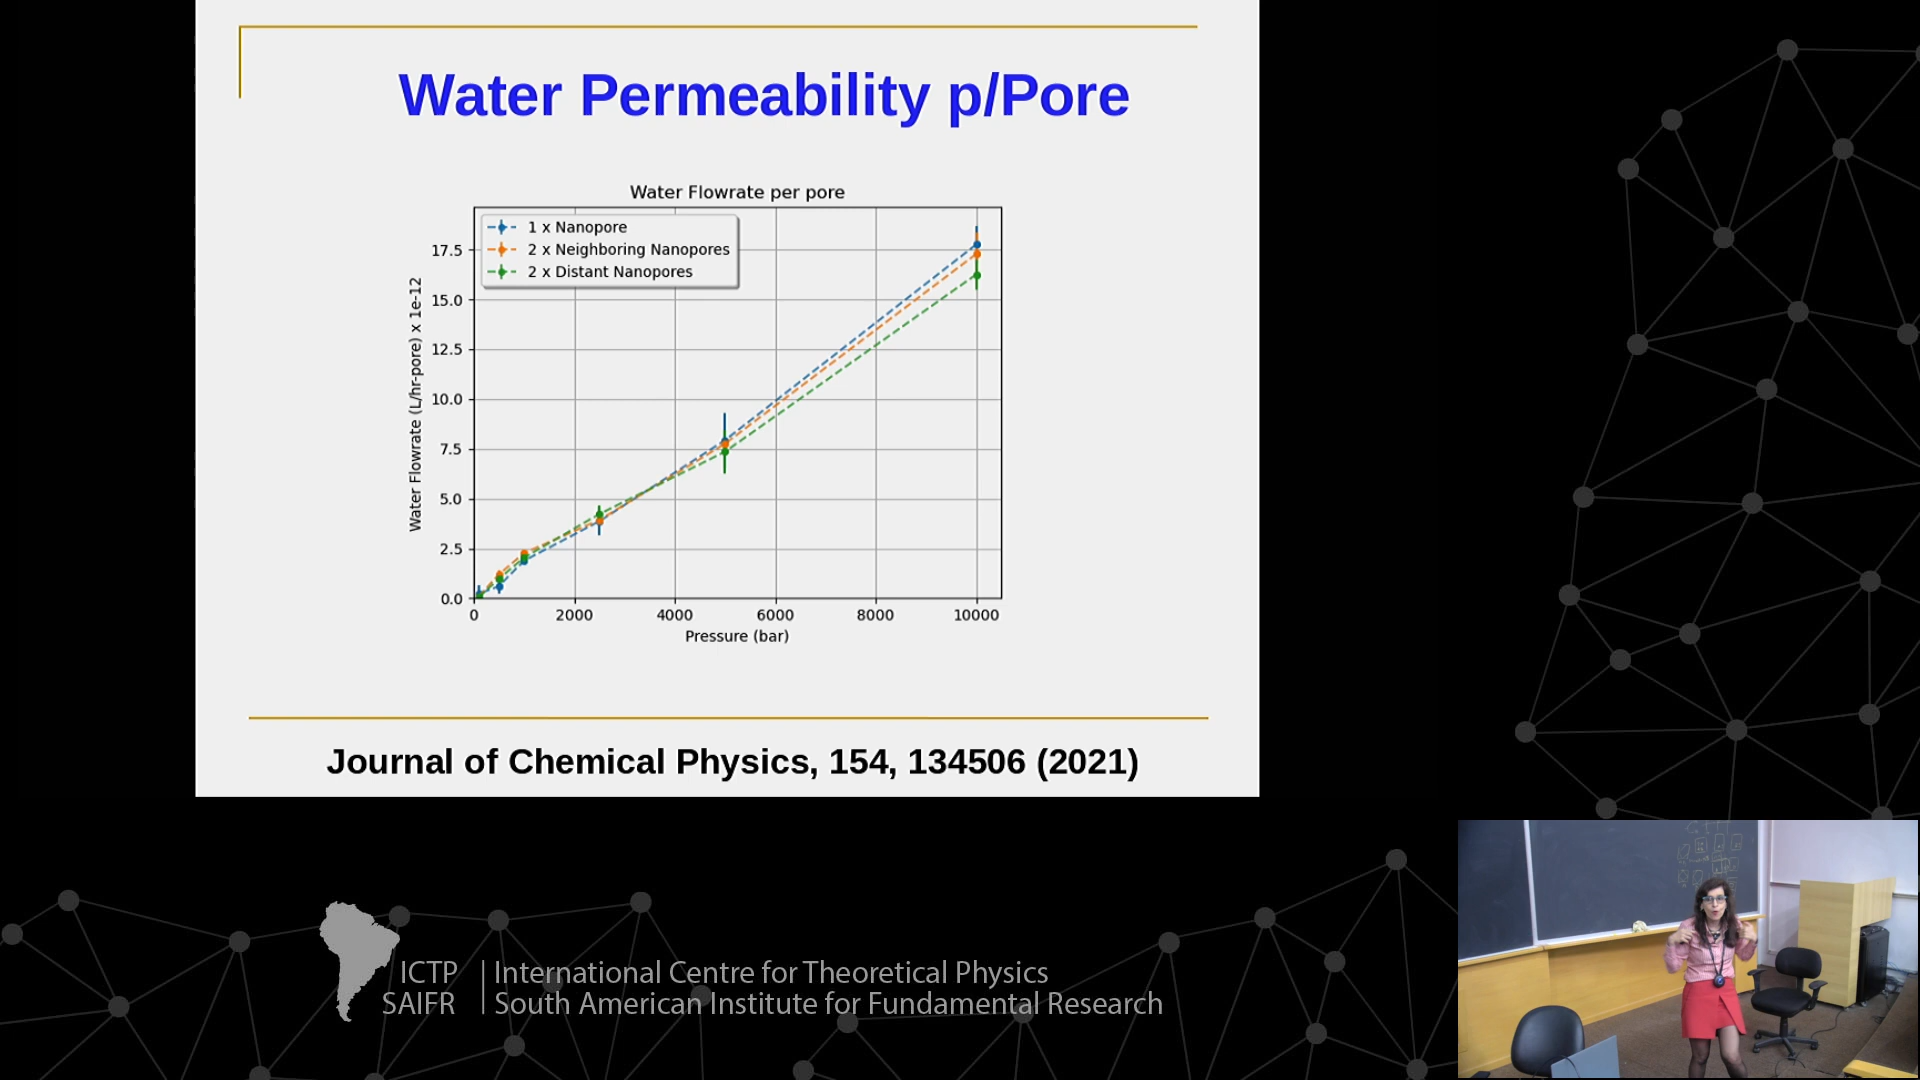 Water Permeability p/Pore
Water Flowrate per pore
1 x Nanopore
2 x Neighboring Nanopores
2 x Distant Nanopores
Water Flowrate (L/hr-pore) x 1e-12
17.5
15.0
12.5
10.0
7.5
5.0
2.5
0.0
0
2000
4000
6000
8000
10000
Pressure (bar)
Journal of Chemical Physics, 154, 134506 (2021)
ICTP
SAIFR
International Centre for Theoretical Physics
South American Institute for Fundamental Research